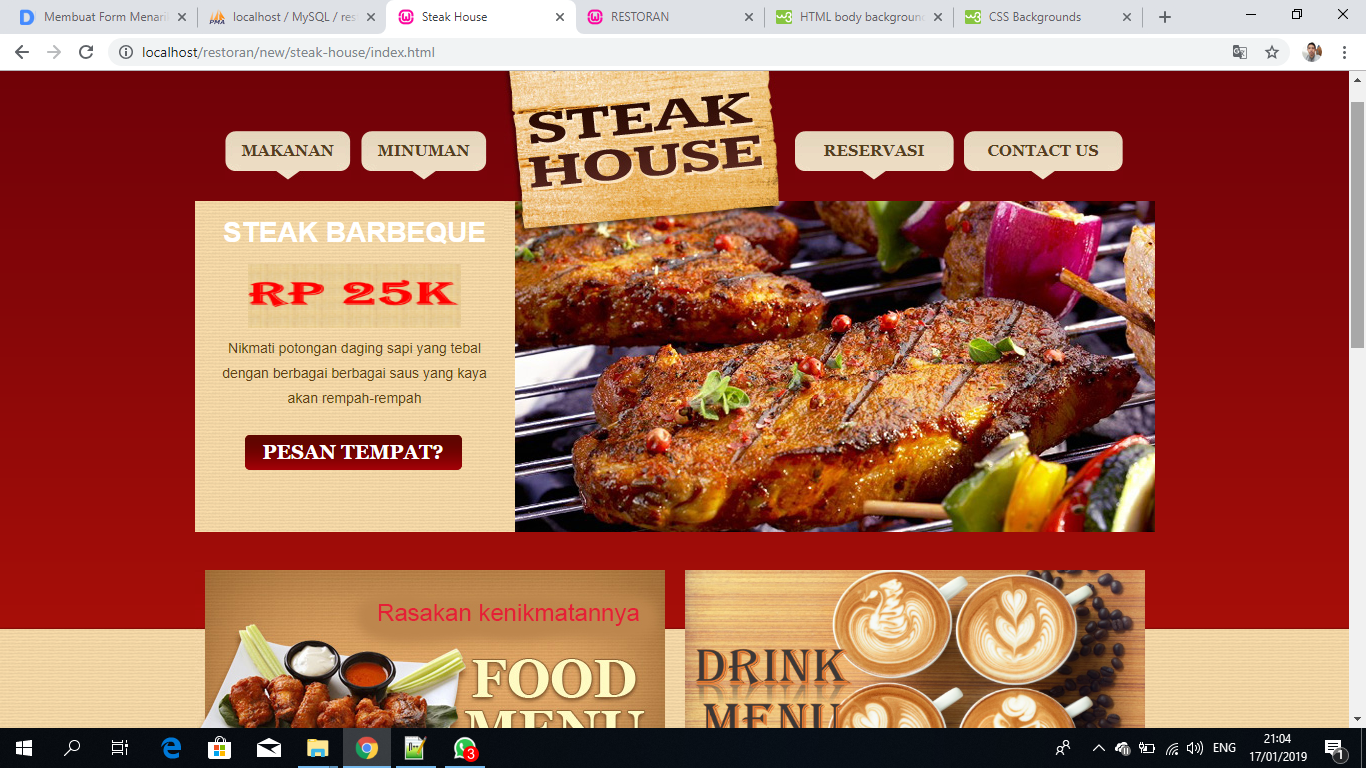 Membuat Form Menari
localhost / MySQL / res
Steak House
RESTORAN
HTML body background
CSS Backgrounds
localhost/restoran/new/steak-house/index.html
STEAK
HOUSE
MAKANAN
MINUMAN
RESERVASI
CONTACT US
STEAK BARBEQUE
RP 25K
Nikmati potongan daging sapi yang tebal
dengan berbagai berbagai saus yang kaya
akan rempah-rempah
PESAN TEMPAT?
Rasakan kenikmatannya
FOOD
MENU
DRINK
MENU
3
ENG
21:04
17/01/2019
1